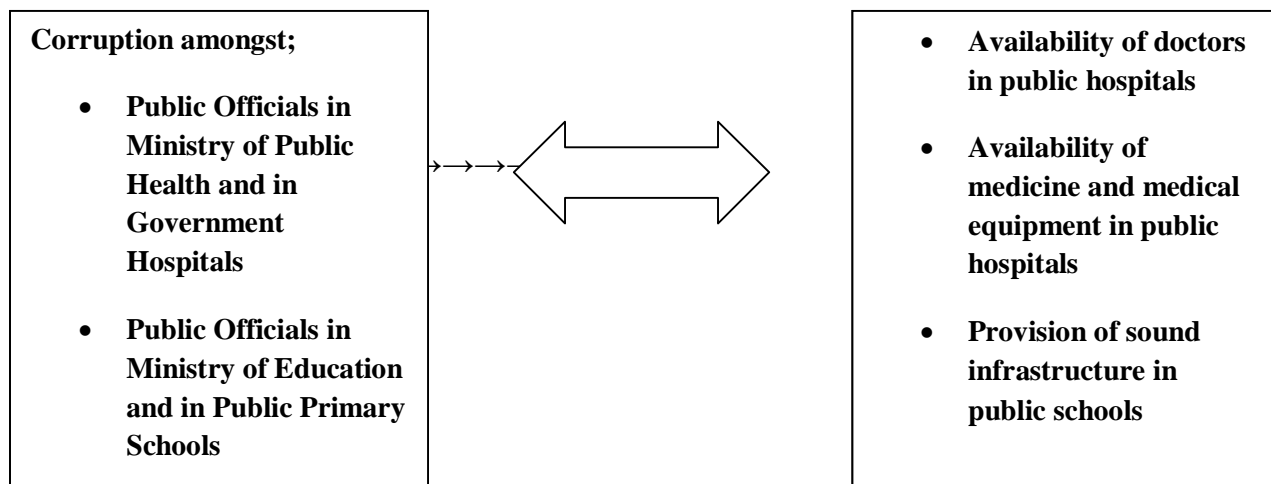 Corruption amongst;
• Public Officials in
Ministry of Public
Health and in
Government
Hospitals
• Public Officials in
Ministry of Education
and in Public Primary
Schools
→→→→
• Availability of doctors
in public hospitals
• Availability of
medicine and medical
equipment in public
hospitals
• Provision of sound
infrastructure in
public schools